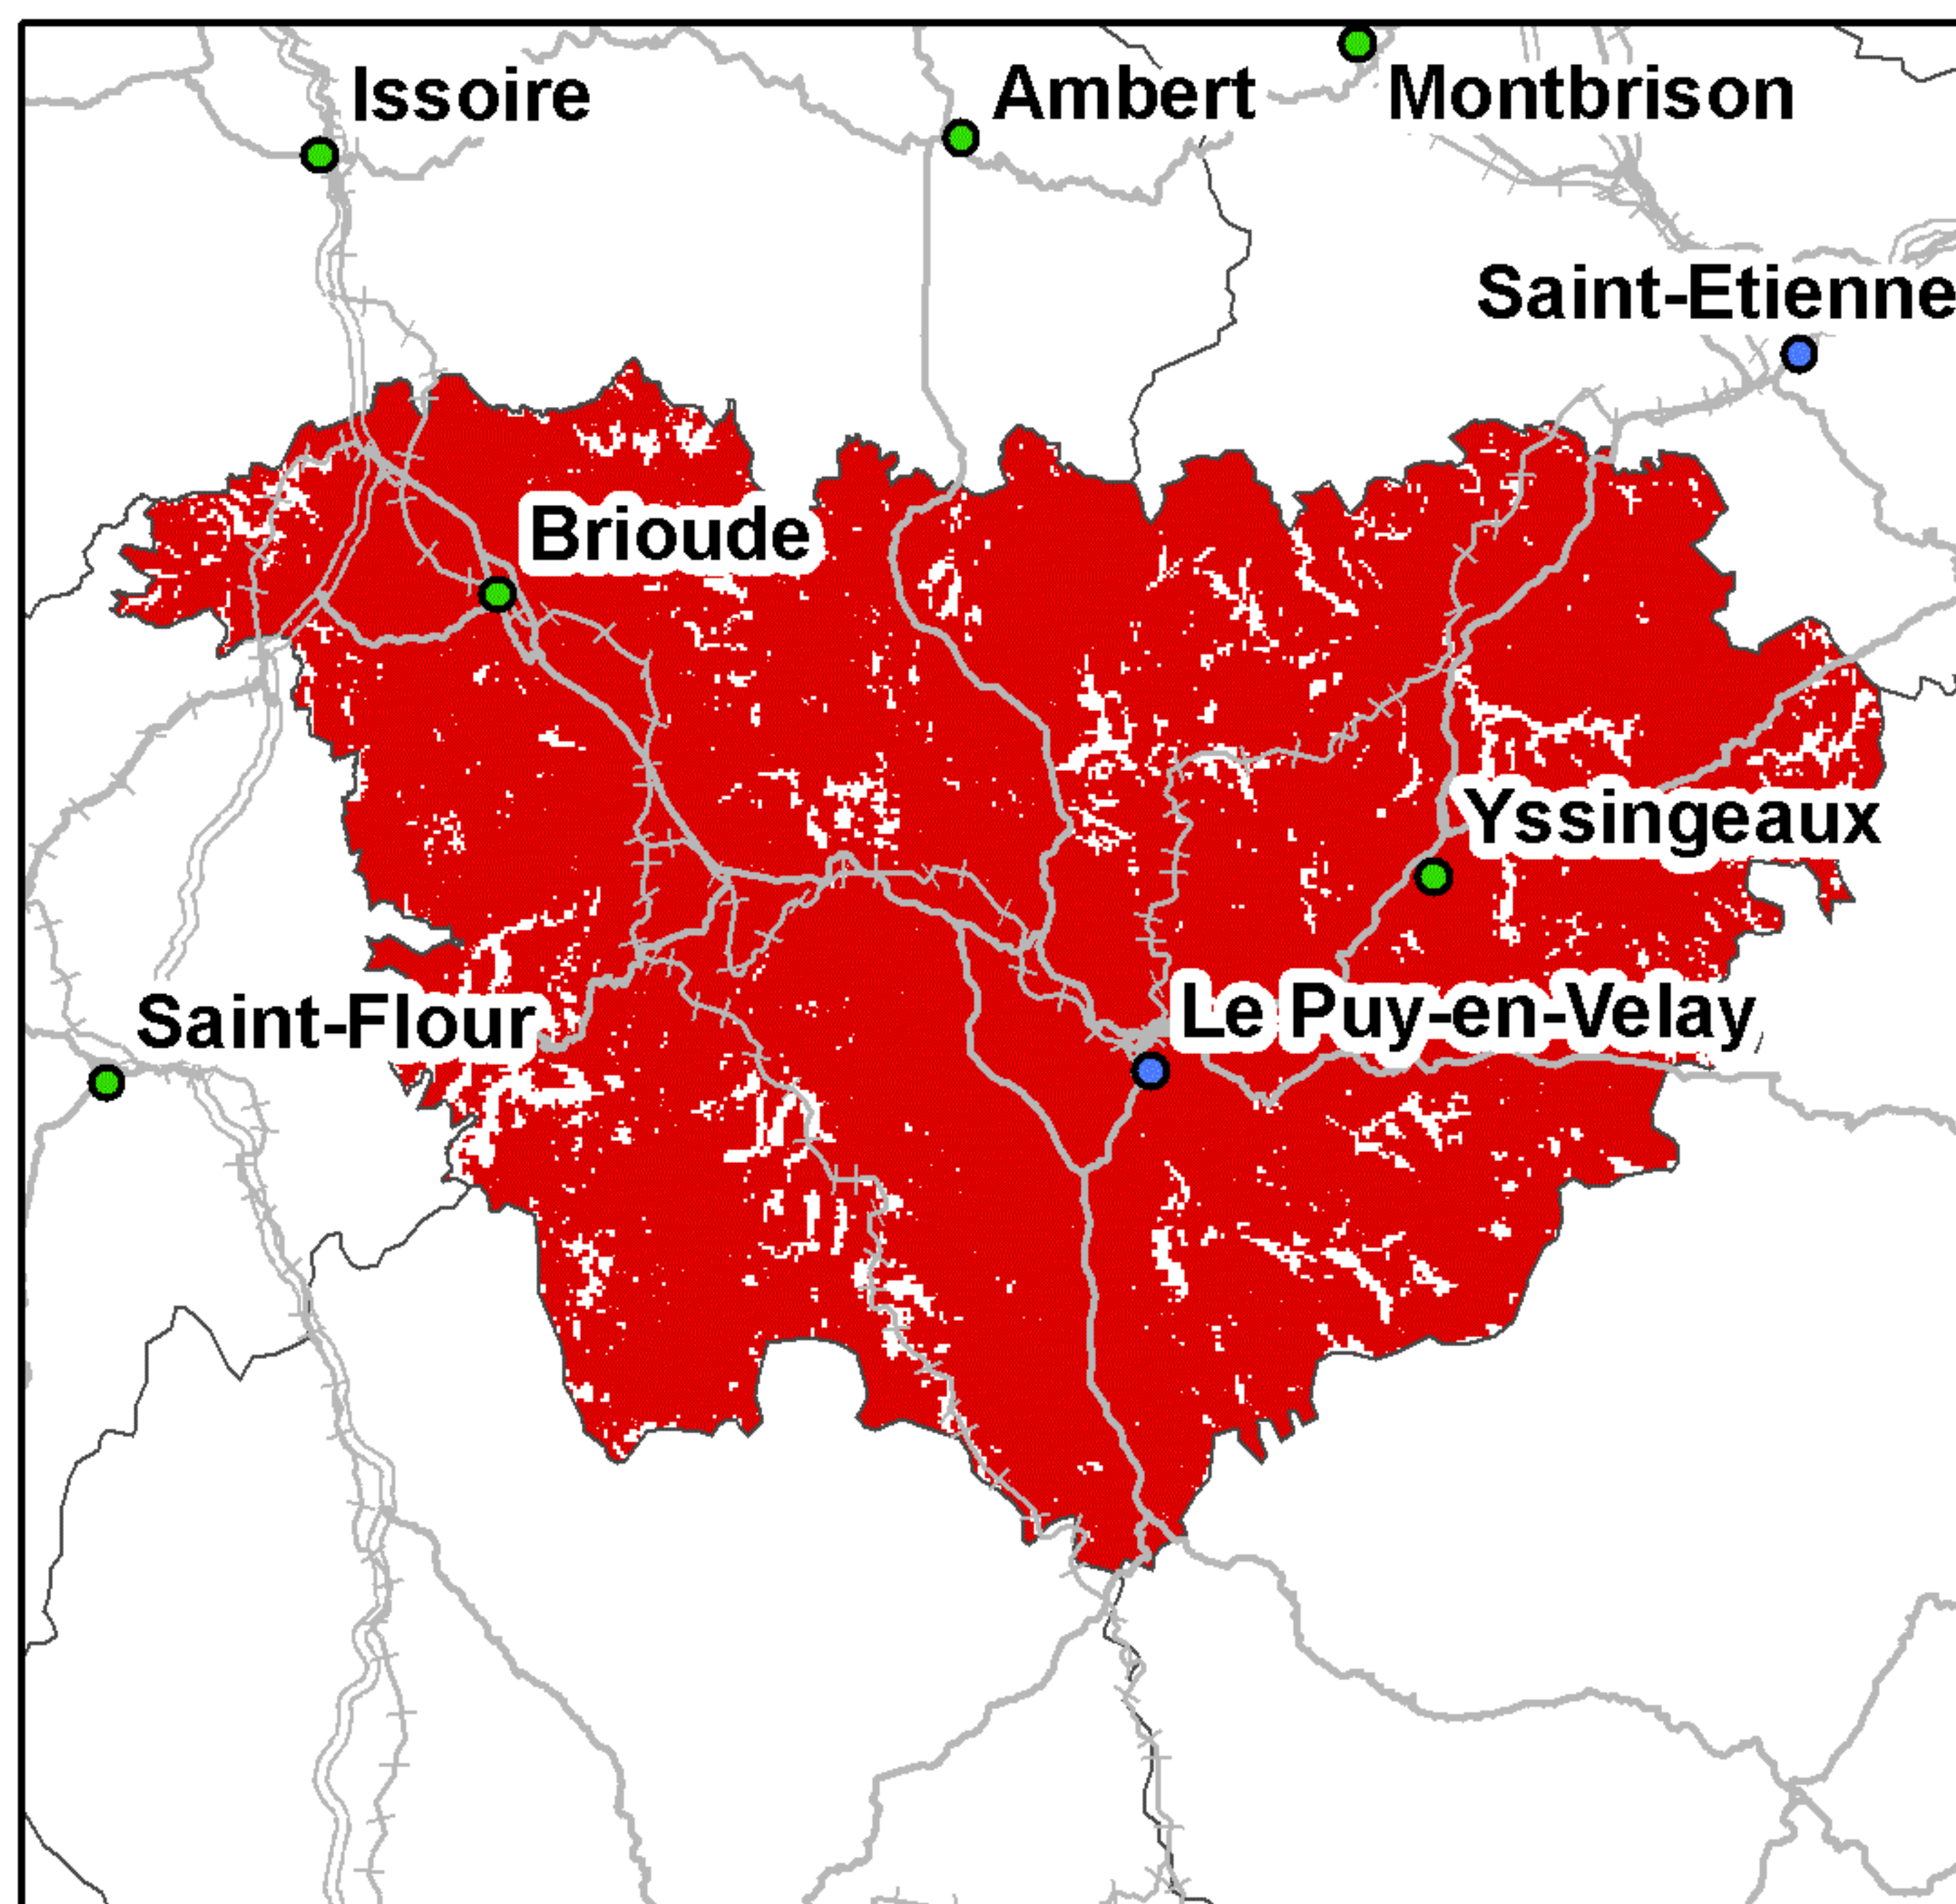 Issoire
Ambert
Montbrison
Saint-Etienne
Brioude
Yssingeaux
Le Puy-en-Velay
Saint-Flour